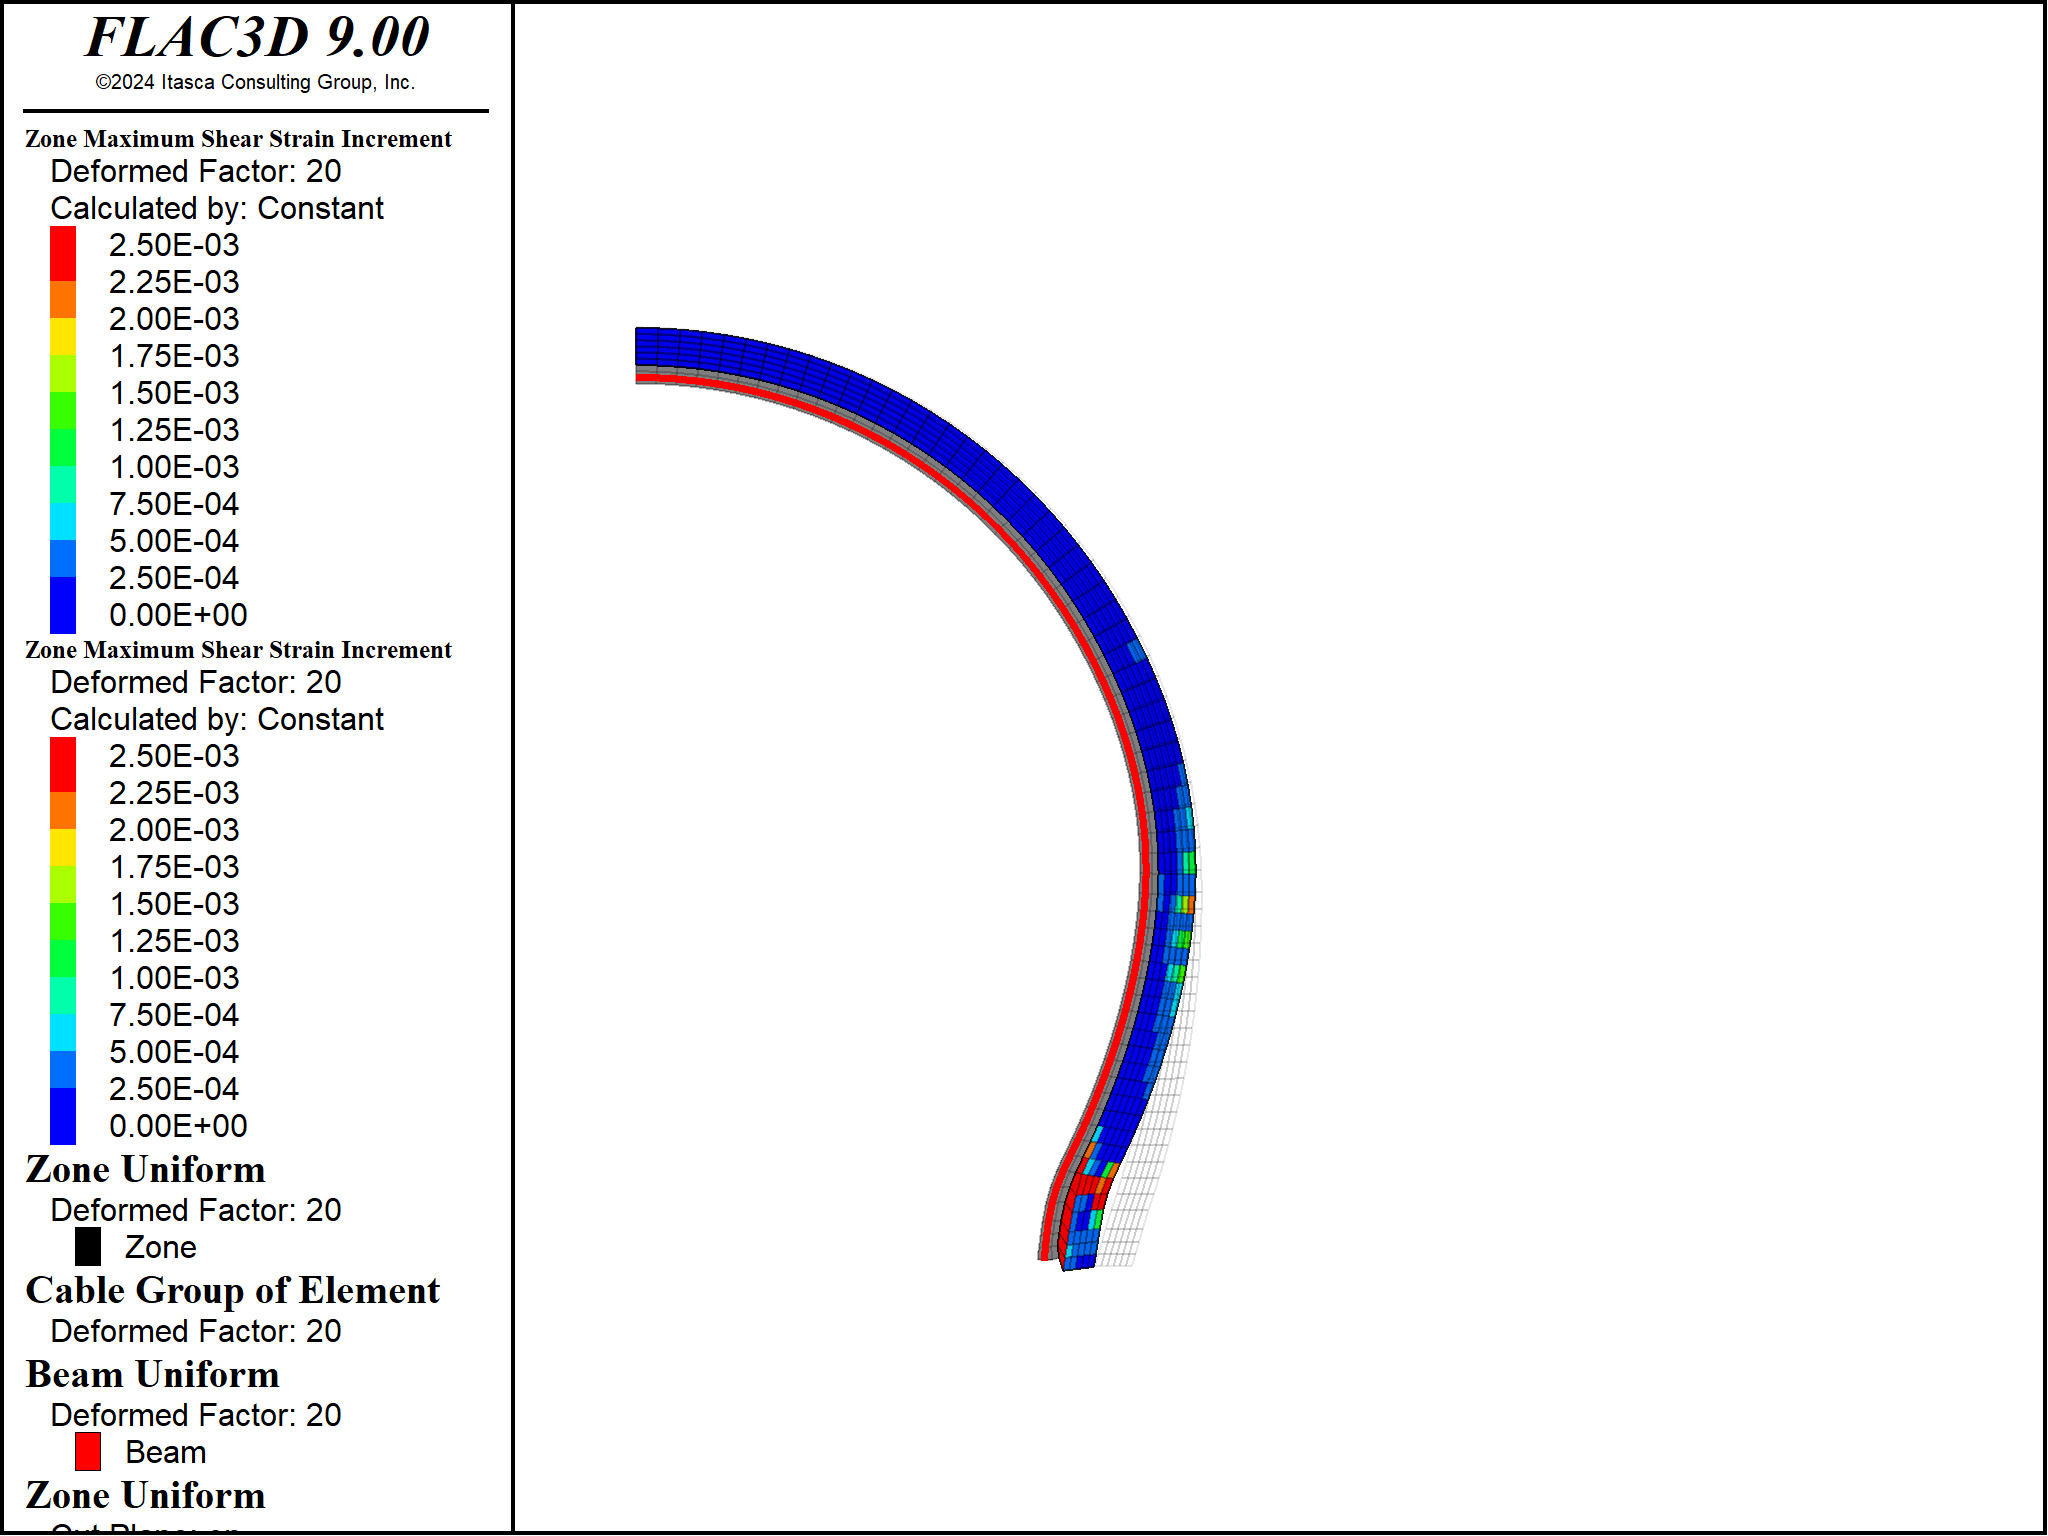 FLAC3D 9.00
©2024 Itasca Consulting Group, Inc.
Zone Maximum Shear Strain Increment
Deformed Factor: 20
Calculated by: Constant
2.50E-03
2.25E-03
2.00E-03
1.75E-03
1.50E-03
1.25E-03
1.00E-03
7.50E-04
5.00E-04
2.50E-04
0.00E+00
Zone Maximum Shear Strain Increment
Deformed Factor: 20
Calculated by: Constant
2.50E-03
2.25E-03
2.00E-03
1.75E-03
1.50E-03
1.25E-03
1.00E-03
7.50E-04
5.00E-04
2.50E-04
0.00E+00
Zone Uniform
Deformed Factor: 20
Zone
Cable Group of Element
Deformed Factor: 20
Beam Uniform
Deformed Factor: 20
Beam
Zone Uniform